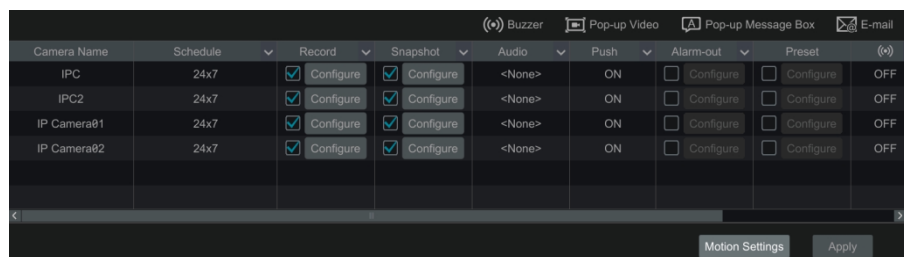 Buzzer Pop-up Video A Pop-up Message Box E-mail
Camera Name Schedule Record Snapshot Audio Push Alarm-out Preset
IPC 24x7 Configure Configure <None> ON Configure Configure OFF
IPC2 24x7 Configure Configure <None> ON Configure Configure OFF
IP Camera01 24x7 Configure Configure <None> ON Configure Configure OFF
IP Camera02 24x7 Configure Configure <None> ON Configure Configure OFF
Motion Settings Apply